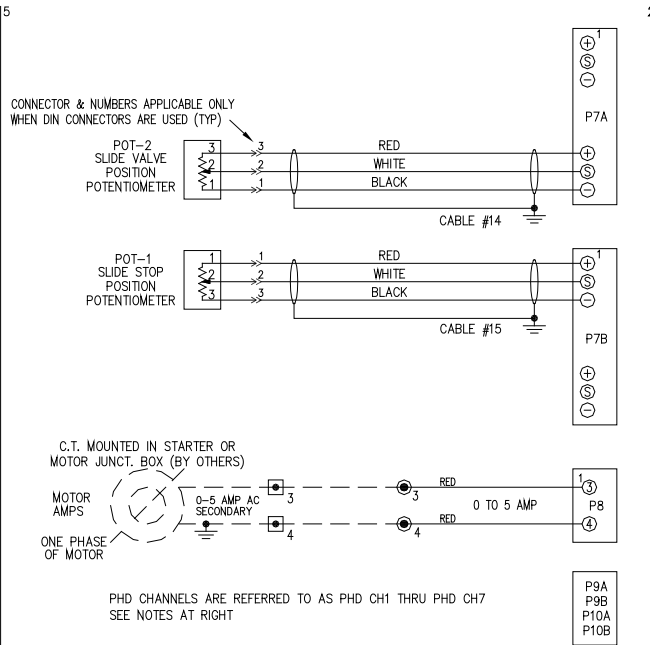 5
2
1
+
S
−
P7A
CONNECTOR & NUMBERS APPLICABLE ONLY
WHEN DIN CONNECTORS ARE USED (TYP)
POT-2
SLIDE VALVE
POSITION
POTENTIOMETER
3
2
1
3
2
1
RED
WHITE
BLACK
+
S
−
CABLE #14
POT-1
SLIDE STOP
POSITION
POTENTIOMETER
1
2
3
1
2
3
RED
WHITE
BLACK
1
+
S
−
CABLE #15
P7B
+
S
−
C.T. MOUNTED IN STARTER OR
MOTOR JUNCT. BOX (BY OTHERS)
MOTOR
AMPS
ONE PHASE
OF MOTOR
0-5 AMP AC
SECONDARY
3
4
3
4
RED
RED
0 TO 5 AMP
1
3
P8
4
PHD CHANNELS ARE REFERRED TO AS PHD CH1 THRU PHD CH7
SEE NOTES AT RIGHT
P9A
P9B
P10A
P10B